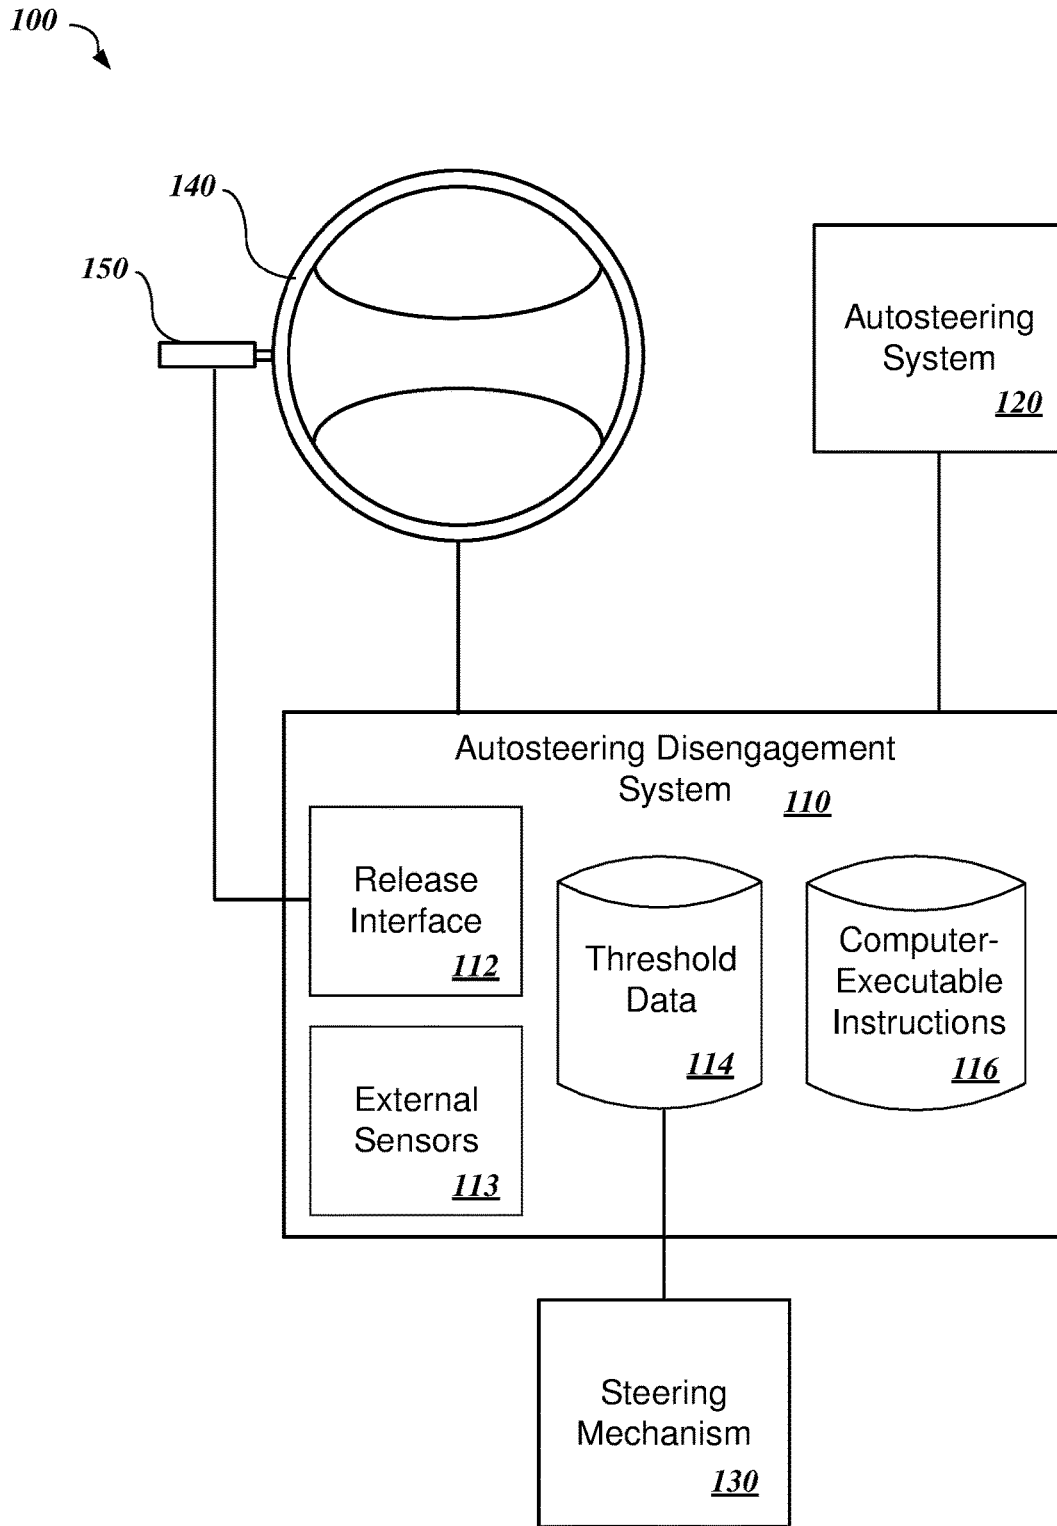 100
140
150
Autosteering
System
120
Autosteering Disengagement
System 110
Release
Interface
112
Threshold
Data
114
Computer-
Executable
Instructions
116
External
Sensors
113
Steering
Mechanism
130